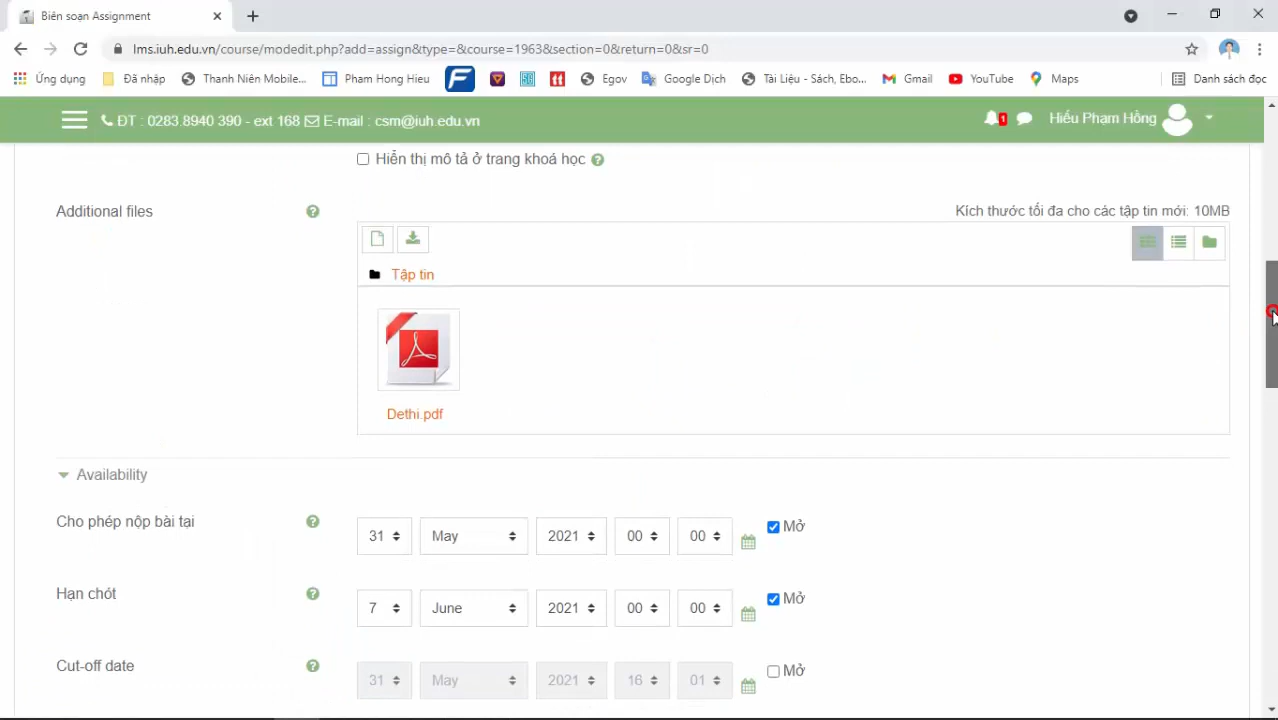 Biên soạn Assignment
lms.iuh.edu.vn/course/modedit.php?add=assign&type=&course=1963&section=0&return=0&sr=0
Ứng dụng Đã nhập Thanh Niên Mobile... Pham Hong Hieu Egov Google Dịch Tài Liệu - Sách, Ebo... Gmail YouTube Maps Danh sách đọc
ĐT : 0283.8940 390 - ext 168 E-mail : csm@iuh.edu.vn 1 Hiếu Phạm Hồng
Hiển thị mô tả ở trang khoá học
Additional files Kích thước tối đa cho các tập tin mới: 10MB
Tập tin
Dethi.pdf
Availability
Cho phép nộp bài tại 31 May 2021 00 00 Mở
Hạn chót 7 June 2021 00 00 Mở
Cut-off date 31 May 2021 16 01 Mở